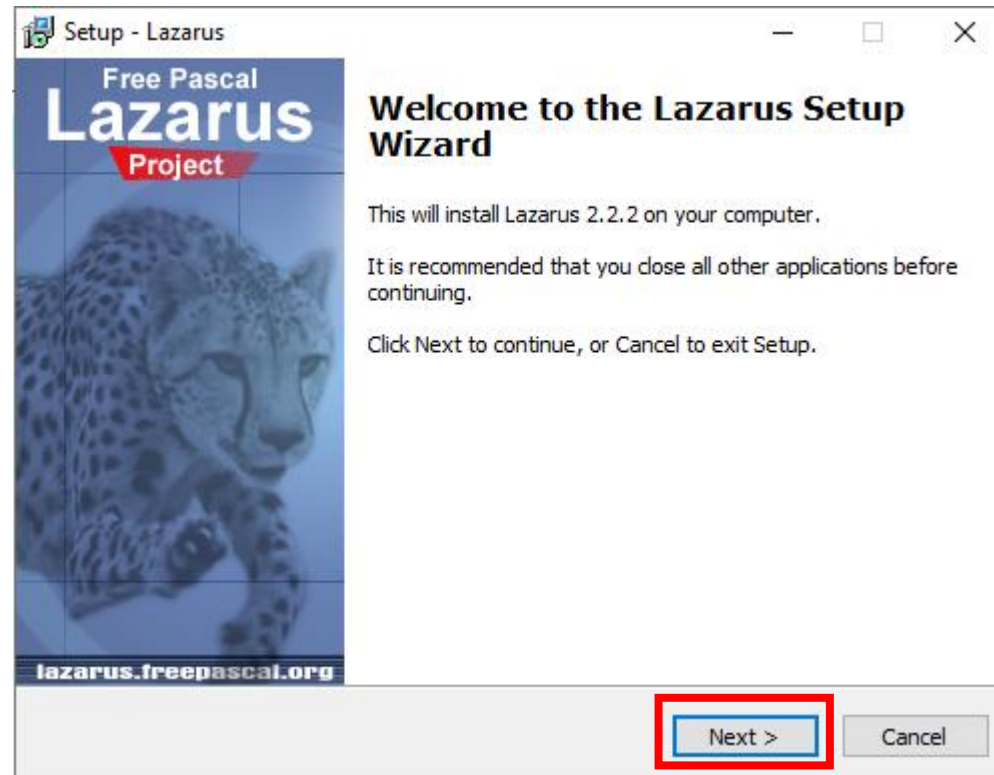 Setup - Lazarus
Free Pascal
Lazarus
Project
Welcome to the Lazarus Setup
Wizard
This will install Lazarus 2.2.2 on your computer.
It is recommended that you close all other applications before
continuing.
Click Next to continue, or Cancel to exit Setup.
lazarus.freepascal.org
Next >
Cancel